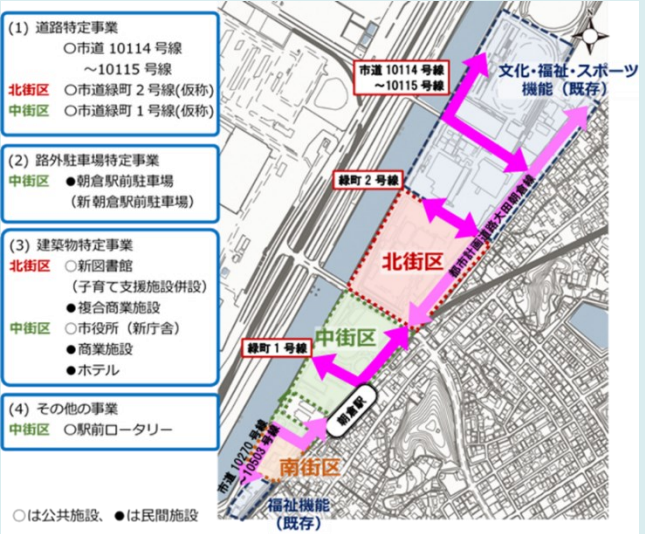 (1) 道路特定事業
○市道 10114 号線
～10115 号線
北街区 ○市道緑町２号線(仮称)
中街区 ○市道緑町１号線(仮称)
(2) 路外駐車場特定事業
中街区 ●朝倉駅前駐車場
（新朝倉駅前駐車場）
(3) 建築物特定事業
北街区 ○新図書館
（子育て支援施設併設）
●複合商業施設
中街区 ○市役所（新庁舎）
●商業施設
●ホテル
(4) その他の事業
中街区 ○駅前ロータリー
○は公共施設、●は民間施設
市道 10114 号線
～10115 号線
文化・福祉・スポーツ
機能（既存）
緑町２号線
都市計画道路大田朝倉線
北街区
中街区
緑町１号線
朝倉駅
市道 10270 号線
～10503 号線
南街区
福祉機能
（既存）